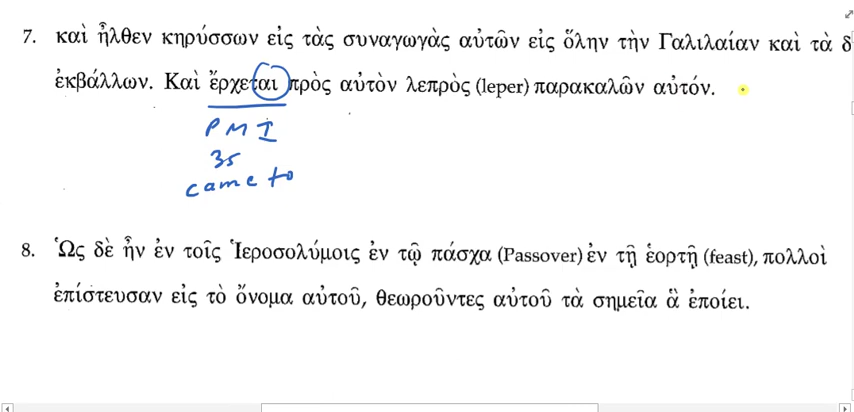 7. καὶ ἦλθεν κηρύσσων εἰς τὰς συναγωγὰς αὐτῶν εἰς ὅλην τὴν Γαλιλαίαν καὶ τὰ δ
ἐκβάλλων. Καὶ ἔρχεται πρὸς αὐτὸν λεπρὸς (leper) παρακαλῶν αὐτόν.
P M I
3S
came to
8. Ὡς δὲ ἦν ἐν τοῖς Ἱεροσολύμοις ἐν τῷ πάσχα (Passover) ἐν τῇ ἑορτῇ (feast), πολλοὶ
ἐπίστευσαν εἰς τὸ ὄνομα αὐτοῦ, θεωροῦντες αὐτοῦ τὰ σημεῖα ἃ ἐποίει.